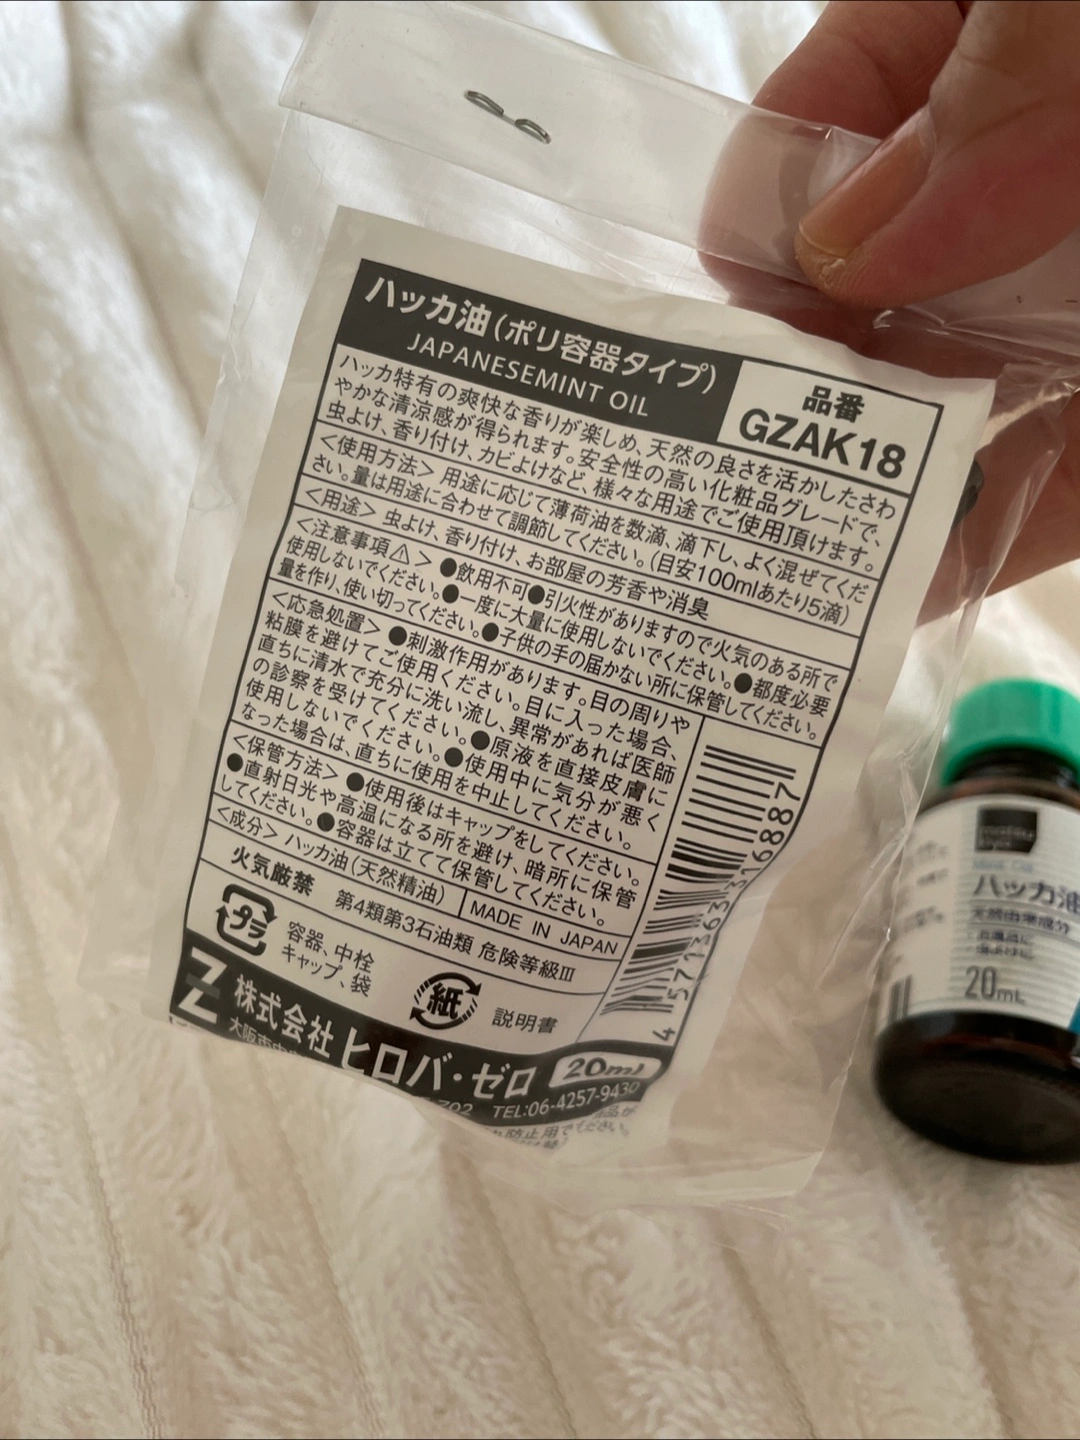 ハッカ油(ポリ容器タイプ)
JAPANESEMINT OIL
品番
GZAK18
ハッカ特有の爽快な香りが楽しめ、天然の良さを活かしたさわ
やかな清涼感が得られます。安全性の高い化粧品グレードで、
虫よけ、香り付け、カビよけなど、様々な用途でご使用頂けます。
<使用方法> 用途に応じて薄荷油を数滴、滴下し、よく混ぜてくだ
さい。量は用途に合わせて調節してください。(目安100mlあたり5滴)
<用途> 虫よけ、香り付け、お部屋の芳香や消臭
<注意事項⚠> ●飲用不可●引火性がありますので火気のある所で
使用しないでください。●一度に大量に使用しないでください。●都度必要
量を作り、使い切ってください。●子供の手の届かない所に保管してください。
<応急処置> ●刺激作用があります。目の周りや
粘膜を避けてご使用ください。目に入った場合、
直ちに清水で充分に洗い流し、異常があれば医師
の診察を受けてください。●原液を直接皮膚に
使用しないでください。●使用中に気分が悪く
なった場合は、直ちに使用を中止してください。
<保管方法> ●使用後はキャップをしてください。
●直射日光や高温になる所を避け、暗所に保管
してください。●容器は立てて保管してください。
<成分> ハッカ油(天然精油)
MADE IN JAPAN
火気厳禁 第4類第3石油類 危険等級Ⅲ
プラ
容器、中栓
キャップ、袋
紙
説明書
4571363316887
Z
株式会社 ヒロバ・ゼロ
20ml
大阪市中
702 TEL:06-4257-9430
ハッカ油
20mL